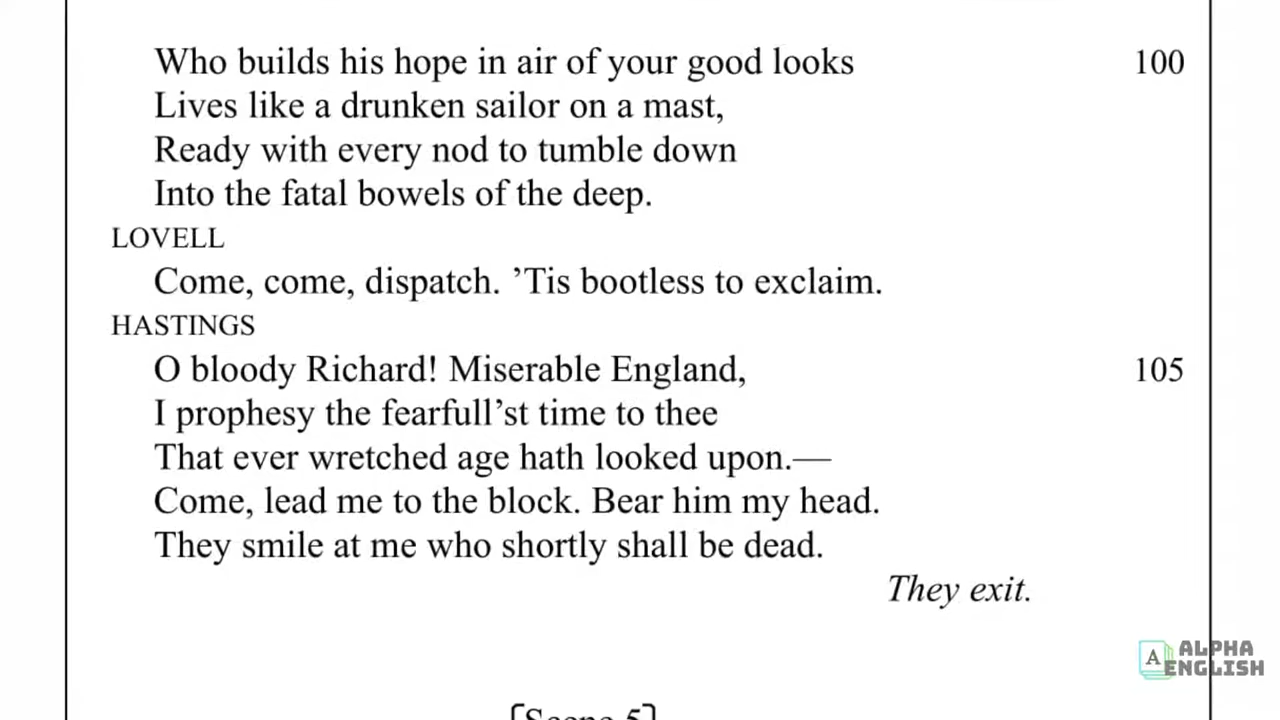 Who builds his hope in air of your good looks 100
Lives like a drunken sailor on a mast,
Ready with every nod to tumble down
Into the fatal bowels of the deep.
LOVELL
Come, come, dispatch. ’Tis bootless to exclaim.
HASTINGS
O bloody Richard! Miserable England, 105
I prophesy the fearfull’st time to thee
That ever wretched age hath looked upon.—
Come, lead me to the block. Bear him my head.
They smile at me who shortly shall be dead.
They exit.
A ALPHA
ENGLISH
[Scene 5]